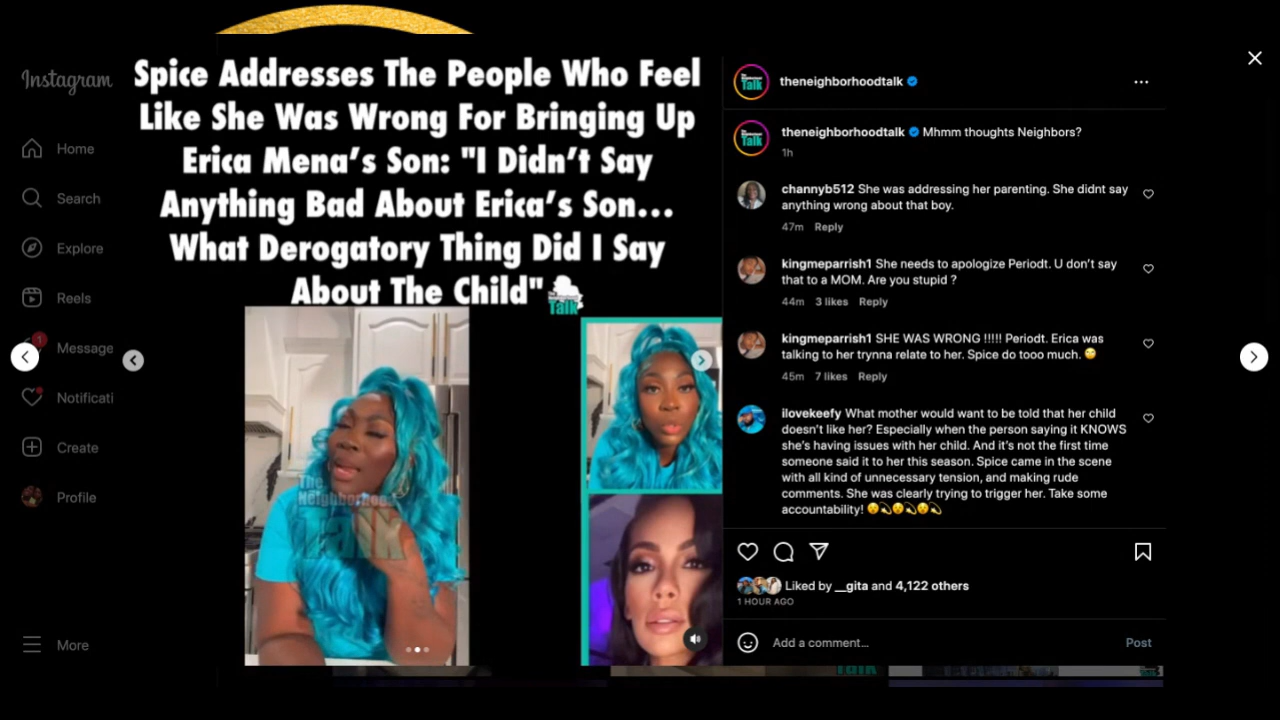 Instagram
Home
Search
Explore
Reels
1
Message
Notificati
Create
Profile
More
Spice Addresses The People Who Feel
Like She Was Wrong For Bringing Up
Erica Mena's Son: "I Didn't Say
Anything Bad About Erica's Son...
What Derogatory Thing Did I Say
About The Child"
The Neighborhood
Talk
The
Neighborhoo
Talk
theneighborhoodtalk
theneighborhoodtalk Mhmm thoughts Neighbors?
1h
channyb512 She was addressing her parenting. She didnt say
anything wrong about that boy.
47m Reply
kingmeparrish1 She needs to apologize Periodt. U don't say
that to a MOM. Are you stupid ?
44m 3 likes Reply
kingmeparrish1 SHE WAS WRONG !!!!! Periodt. Erica was
talking to her trynna relate to her. Spice do tooo much. 🙄
45m 7 likes Reply
ilovekeefy What mother would want to be told that her child
doesn't like her? Especially when the person saying it KNOWS
she's having issues with her child. And it's not the first time
someone said it to her this season. Spice came in the scene
with all kind of unnecessary tension, and making rude
comments. She was clearly trying to trigger her. Take some
accountability! 😵‍💫😵‍💫😵‍💫
Liked by __gita and 4,122 others
1 HOUR AGO
Add a comment...
Post
Talk